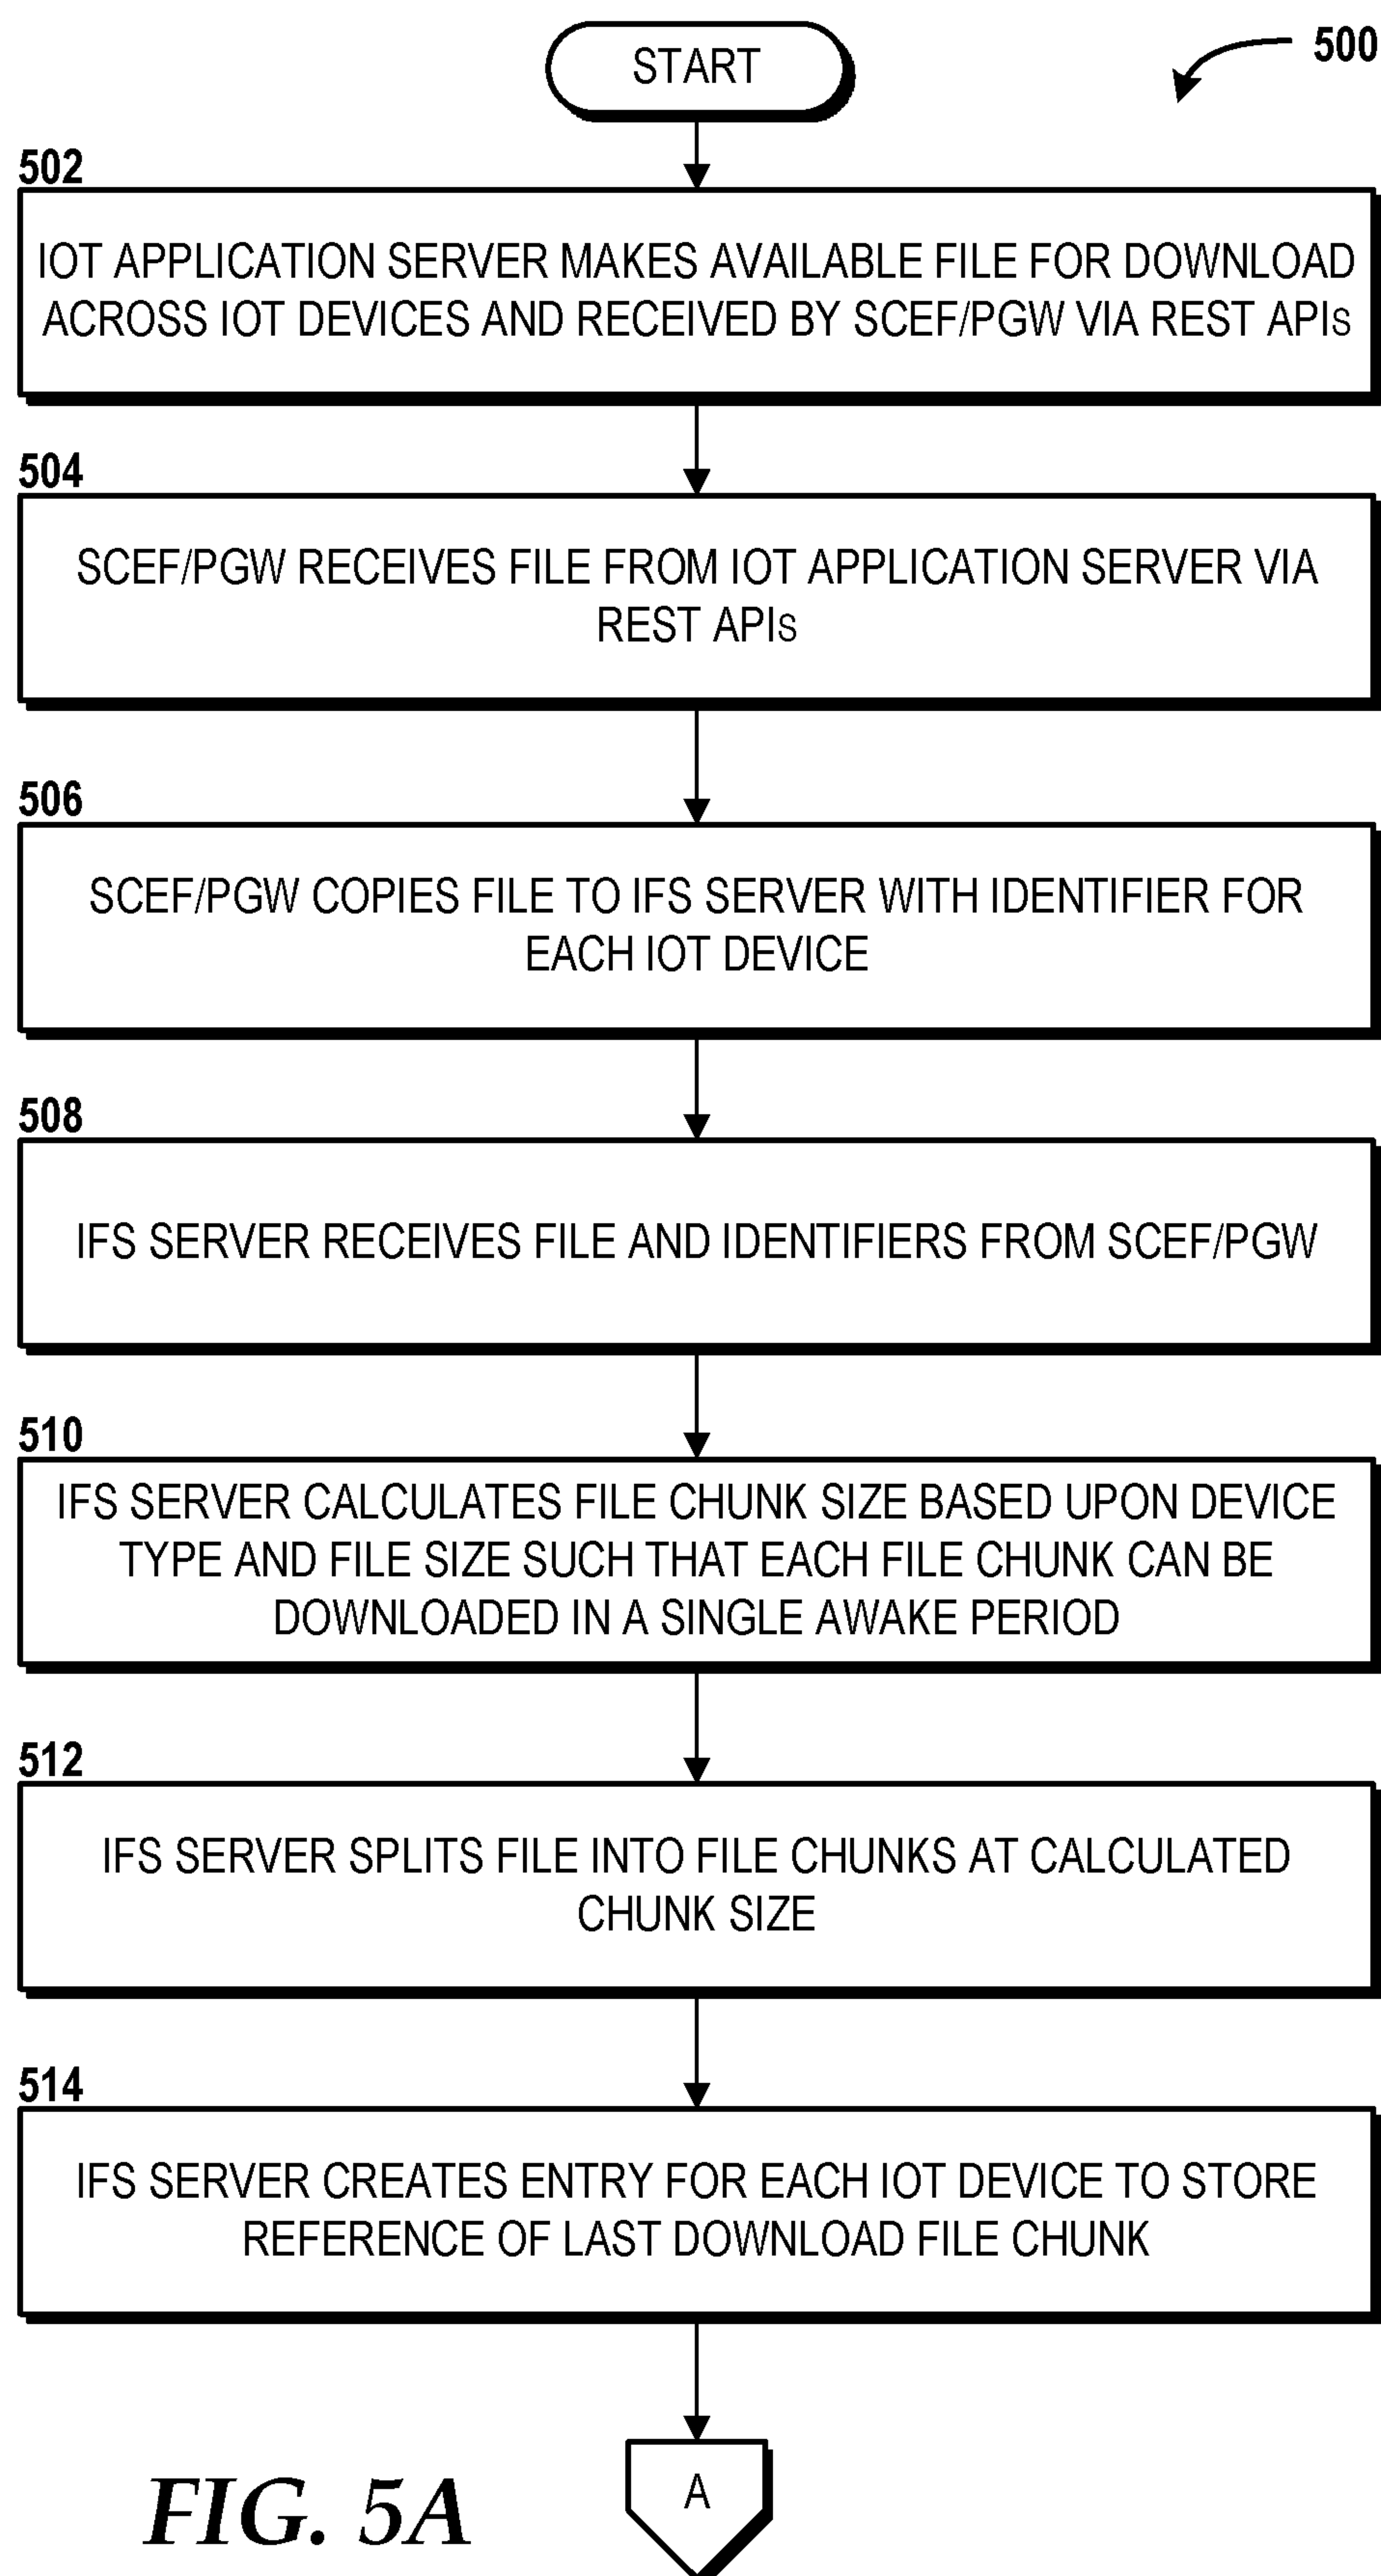 START
500
502
IOT APPLICATION SERVER MAKES AVAILABLE FILE FOR DOWNLOAD
ACROSS IOT DEVICES AND RECEIVED BY SCEF/PGW VIA REST APIs
504
SCEF/PGW RECEIVES FILE FROM IOT APPLICATION SERVER VIA
REST APIs
506
SCEF/PGW COPIES FILE TO IFS SERVER WITH IDENTIFIER FOR
EACH IOT DEVICE
508
IFS SERVER RECEIVES FILE AND IDENTIFIERS FROM SCEF/PGW
510
IFS SERVER CALCULATES FILE CHUNK SIZE BASED UPON DEVICE
TYPE AND FILE SIZE SUCH THAT EACH FILE CHUNK CAN BE
DOWNLOADED IN A SINGLE AWAKE PERIOD
512
IFS SERVER SPLITS FILE INTO FILE CHUNKS AT CALCULATED
CHUNK SIZE
514
IFS SERVER CREATES ENTRY FOR EACH IOT DEVICE TO STORE
REFERENCE OF LAST DOWNLOAD FILE CHUNK
A
FIG. 5A